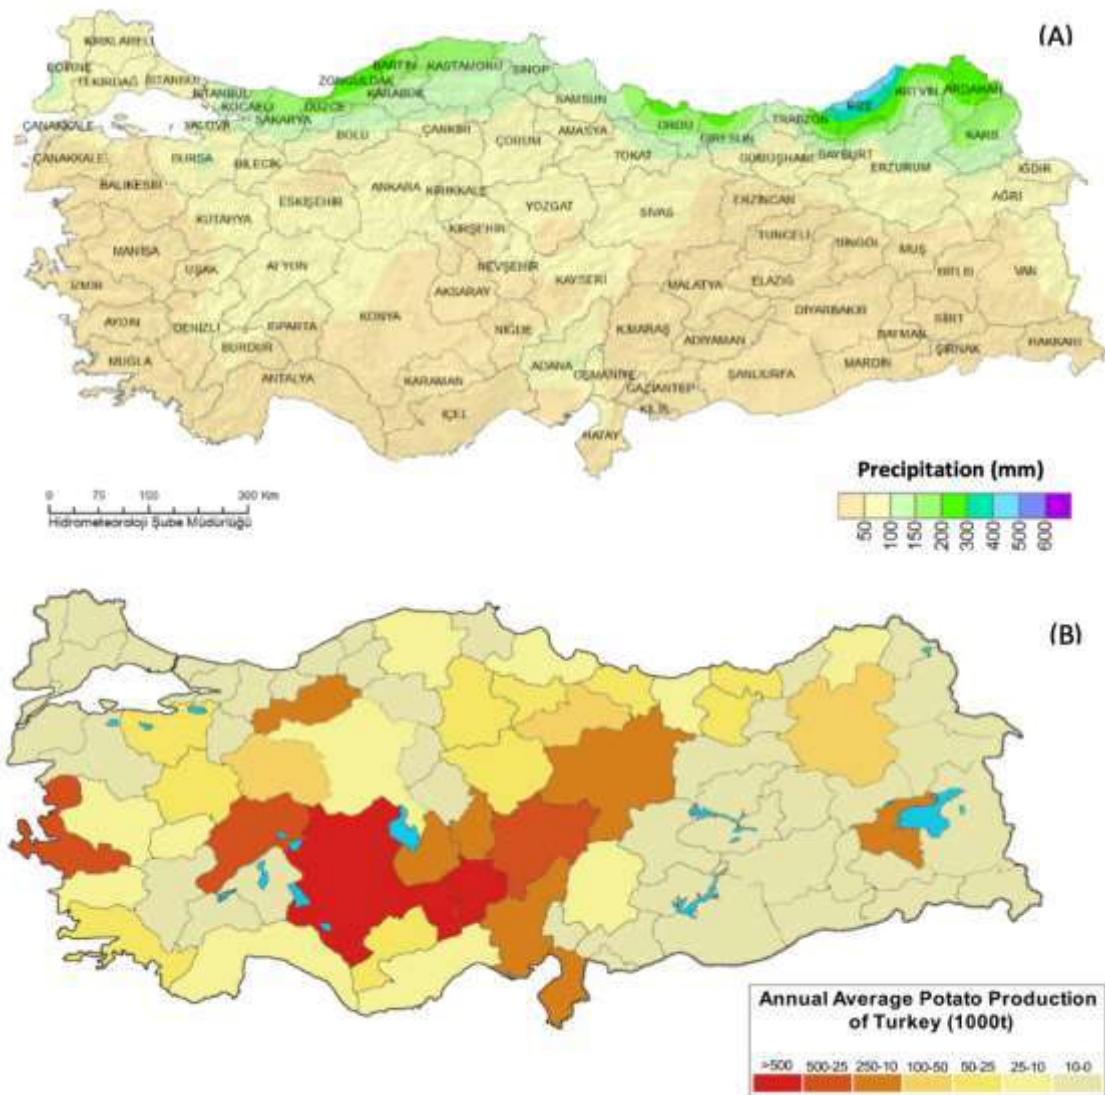 (A)
KIRKLARELİ
EDİRNE
TEKİRDAĞ İSTANBUL
İSTANBUL
KOCAELİ
YALOVA SAKARYA DÜZCE
ZONGULDAK
BARTIN KASTAMONU SİNOP
KARABÜK
SAMSUN
ORDU GİRESUN TRABZON RİZE ARTVİN ARDAHAN
KARS
ÇANAKKALE
ÇANAKKALE BURSA BİLECİK BOLU ÇANKIRI ÇORUM AMASYA TOKAT GÜMÜŞHANE BAYBURT ERZURUM IĞDIR
BALIKESİR KÜTAHYA ESKİŞEHİR ANKARA KIRIKKALE YOZGAT SİVAS ERZİNCAN AĞRI
KIRŞEHİR TUNCELİ BİNGÖL MUŞ
MANİSA UŞAK AFYON NEVŞEHİR KAYSERİ MALATYA ELAZIĞ BİTLİS VAN
İZMİR AKSARAY
AYDIN DENİZLİ ISPARTA KONYA NİĞDE K.MARAŞ ADIYAMAN DİYARBAKIR SİİRT
BATMAN ŞIRNAK HAKKARİ
MUĞLA BURDUR ANTALYA KARAMAN ADANA OSMANİYE GAZİANTEP ŞANLIURFA MARDİN
İÇEL KİLİS
HATAY
Precipitation (mm)
50 100 150 200 300 400 500 600
0 75 150 300 Km
Hidrometeoroloji Şube Müdürlüğü
(B)
Annual Average Potato Production
of Turkey (1000t)
>500 500-25 250-10 100-50 50-25 25-10 10-0